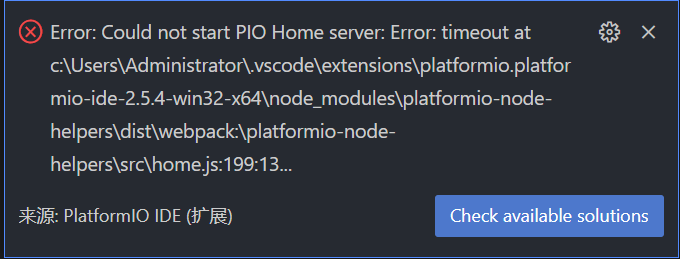 Error: Could not start PIO Home server: Error: timeout at
c:\Users\Administrator\.vscode\extensions\platformio.platfor
mio-ide-2.5.4-win32-x64\node_modules\platformio-node-
helpers\dist\webpack:\platformio-node-
helpers\src\home.js:199:13...
来源: PlatformIO IDE (扩展)
Check available solutions